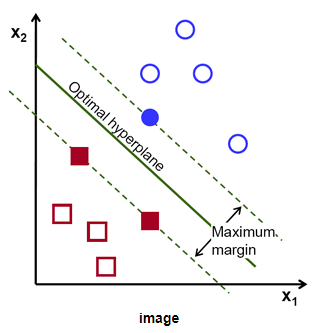 x₂
Optimal hyperplane
Maximum
margin
x₁
image